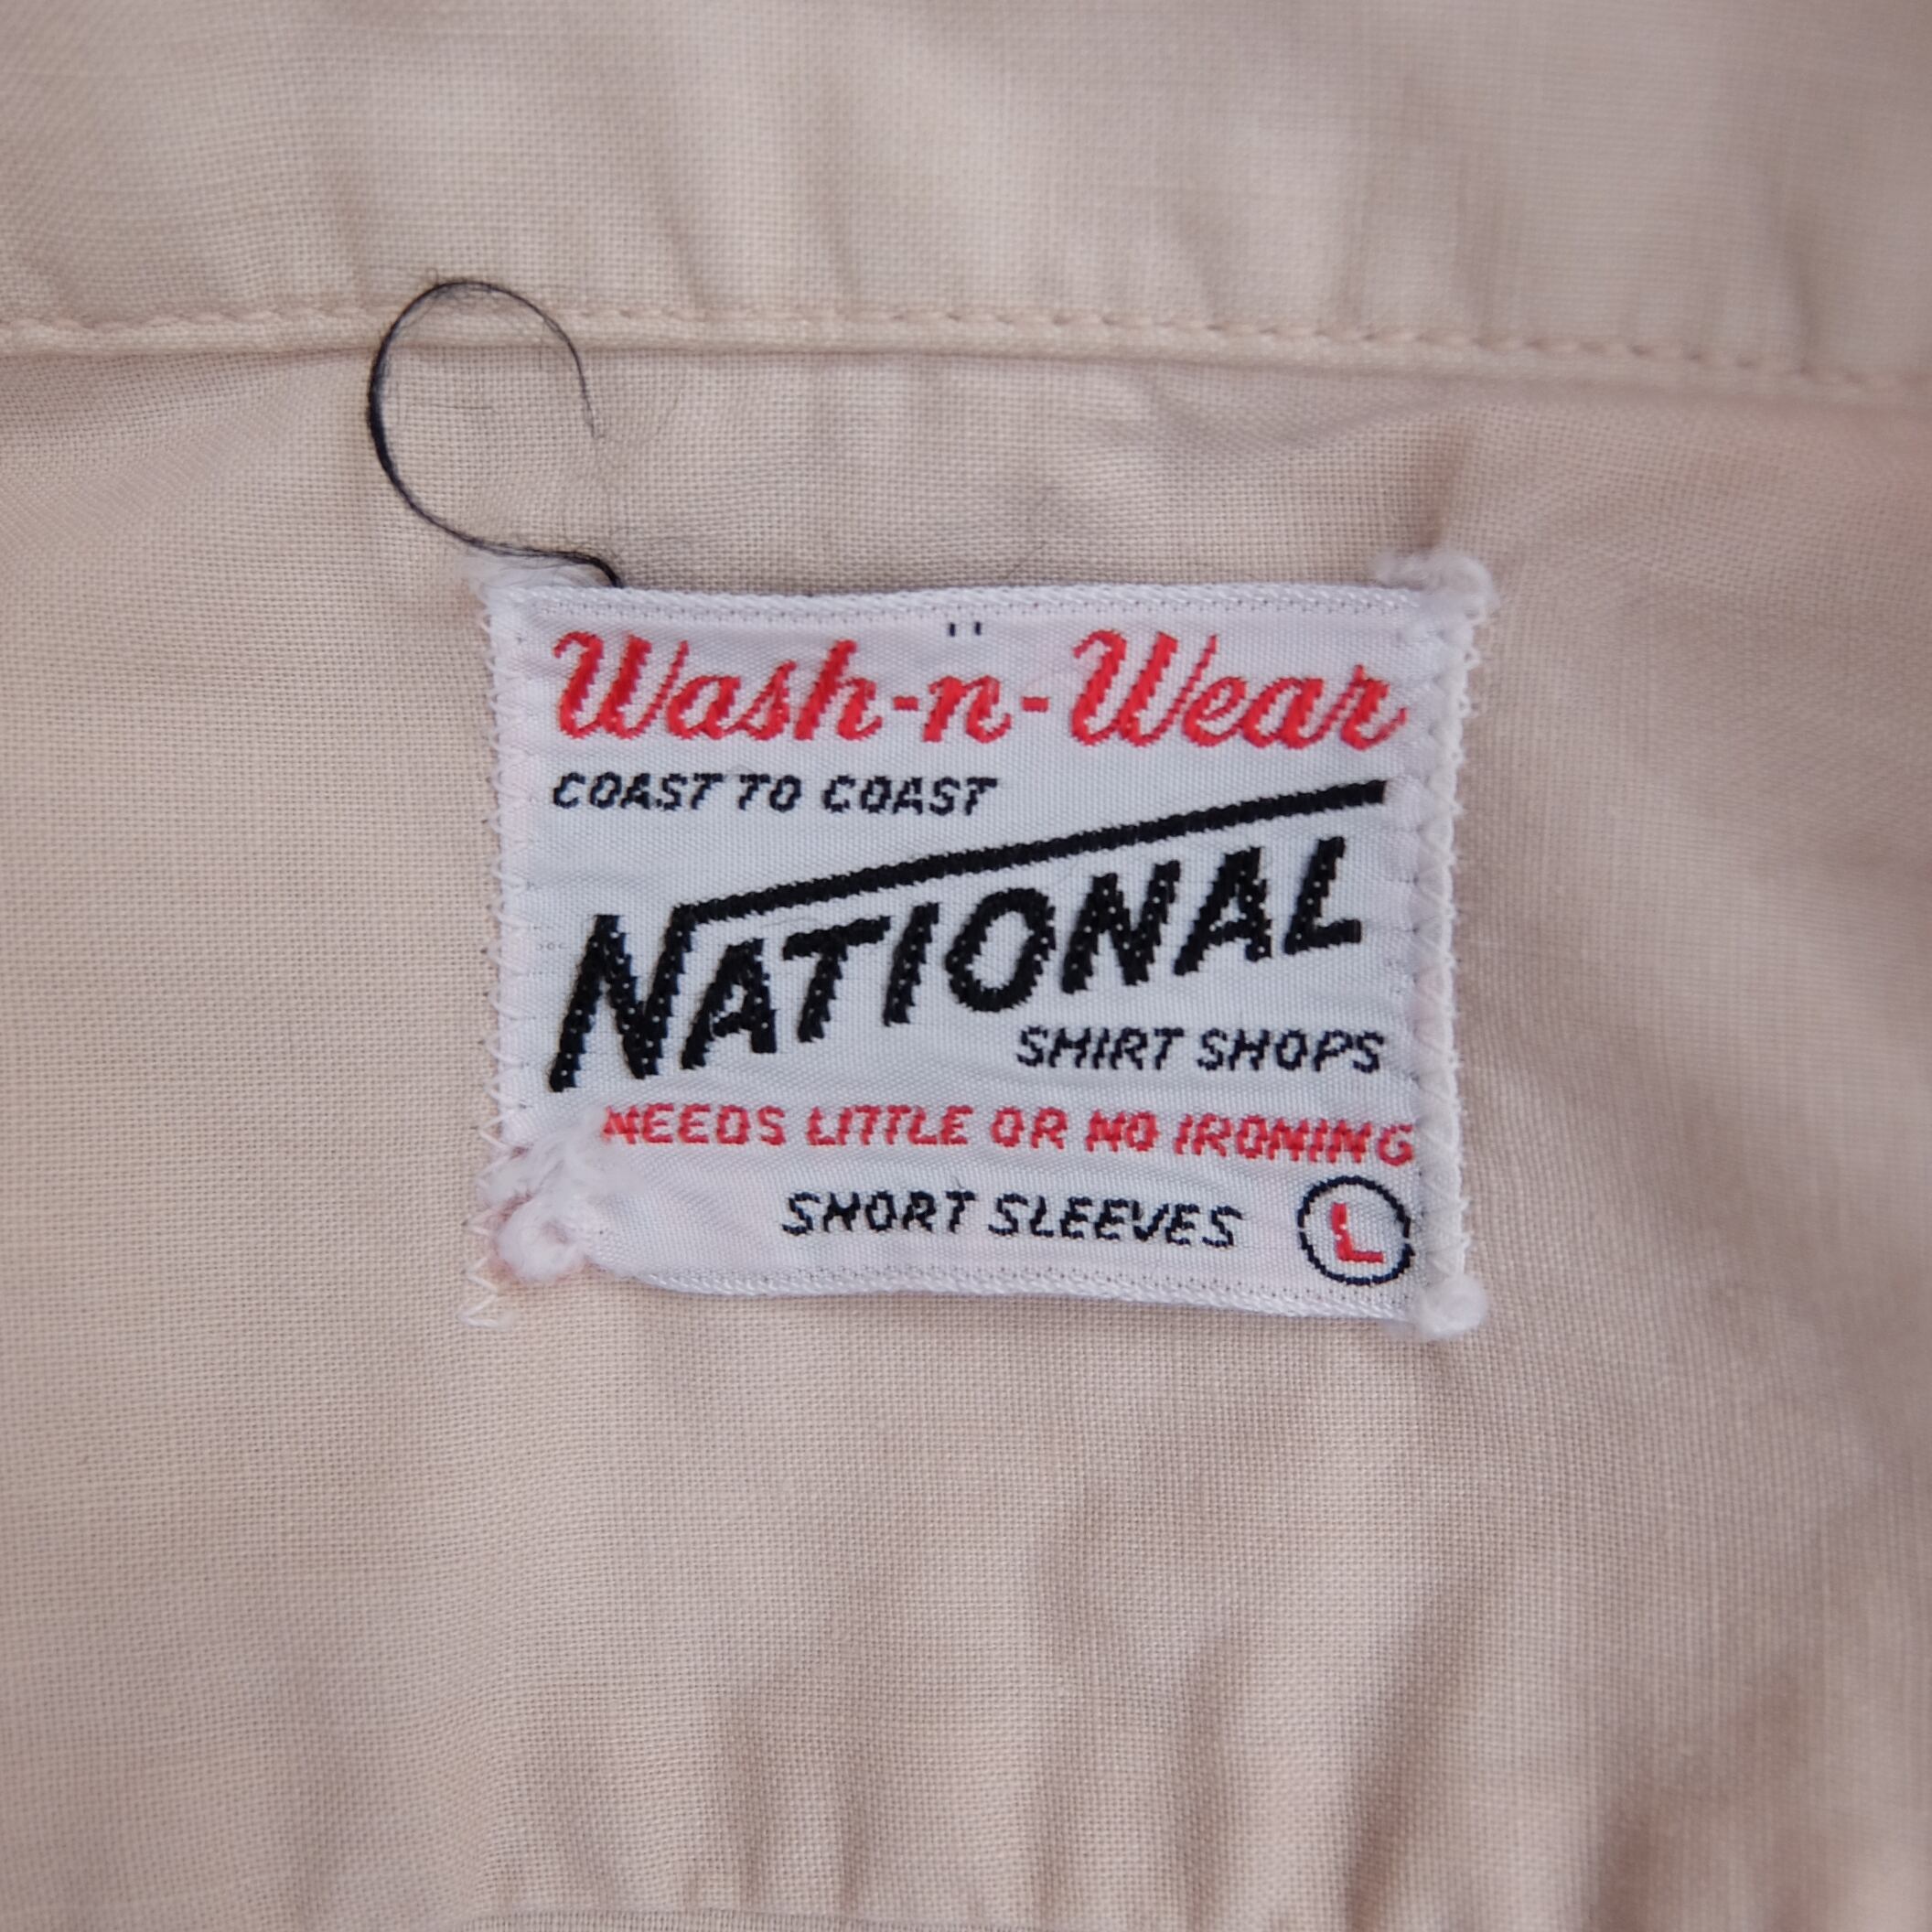 Wash-n-Wear
COAST TO COAST
NATIONAL
SHIRT SHOPS
NEEDS LITTLE OR NO IRONING
SHORT SLEEVES L